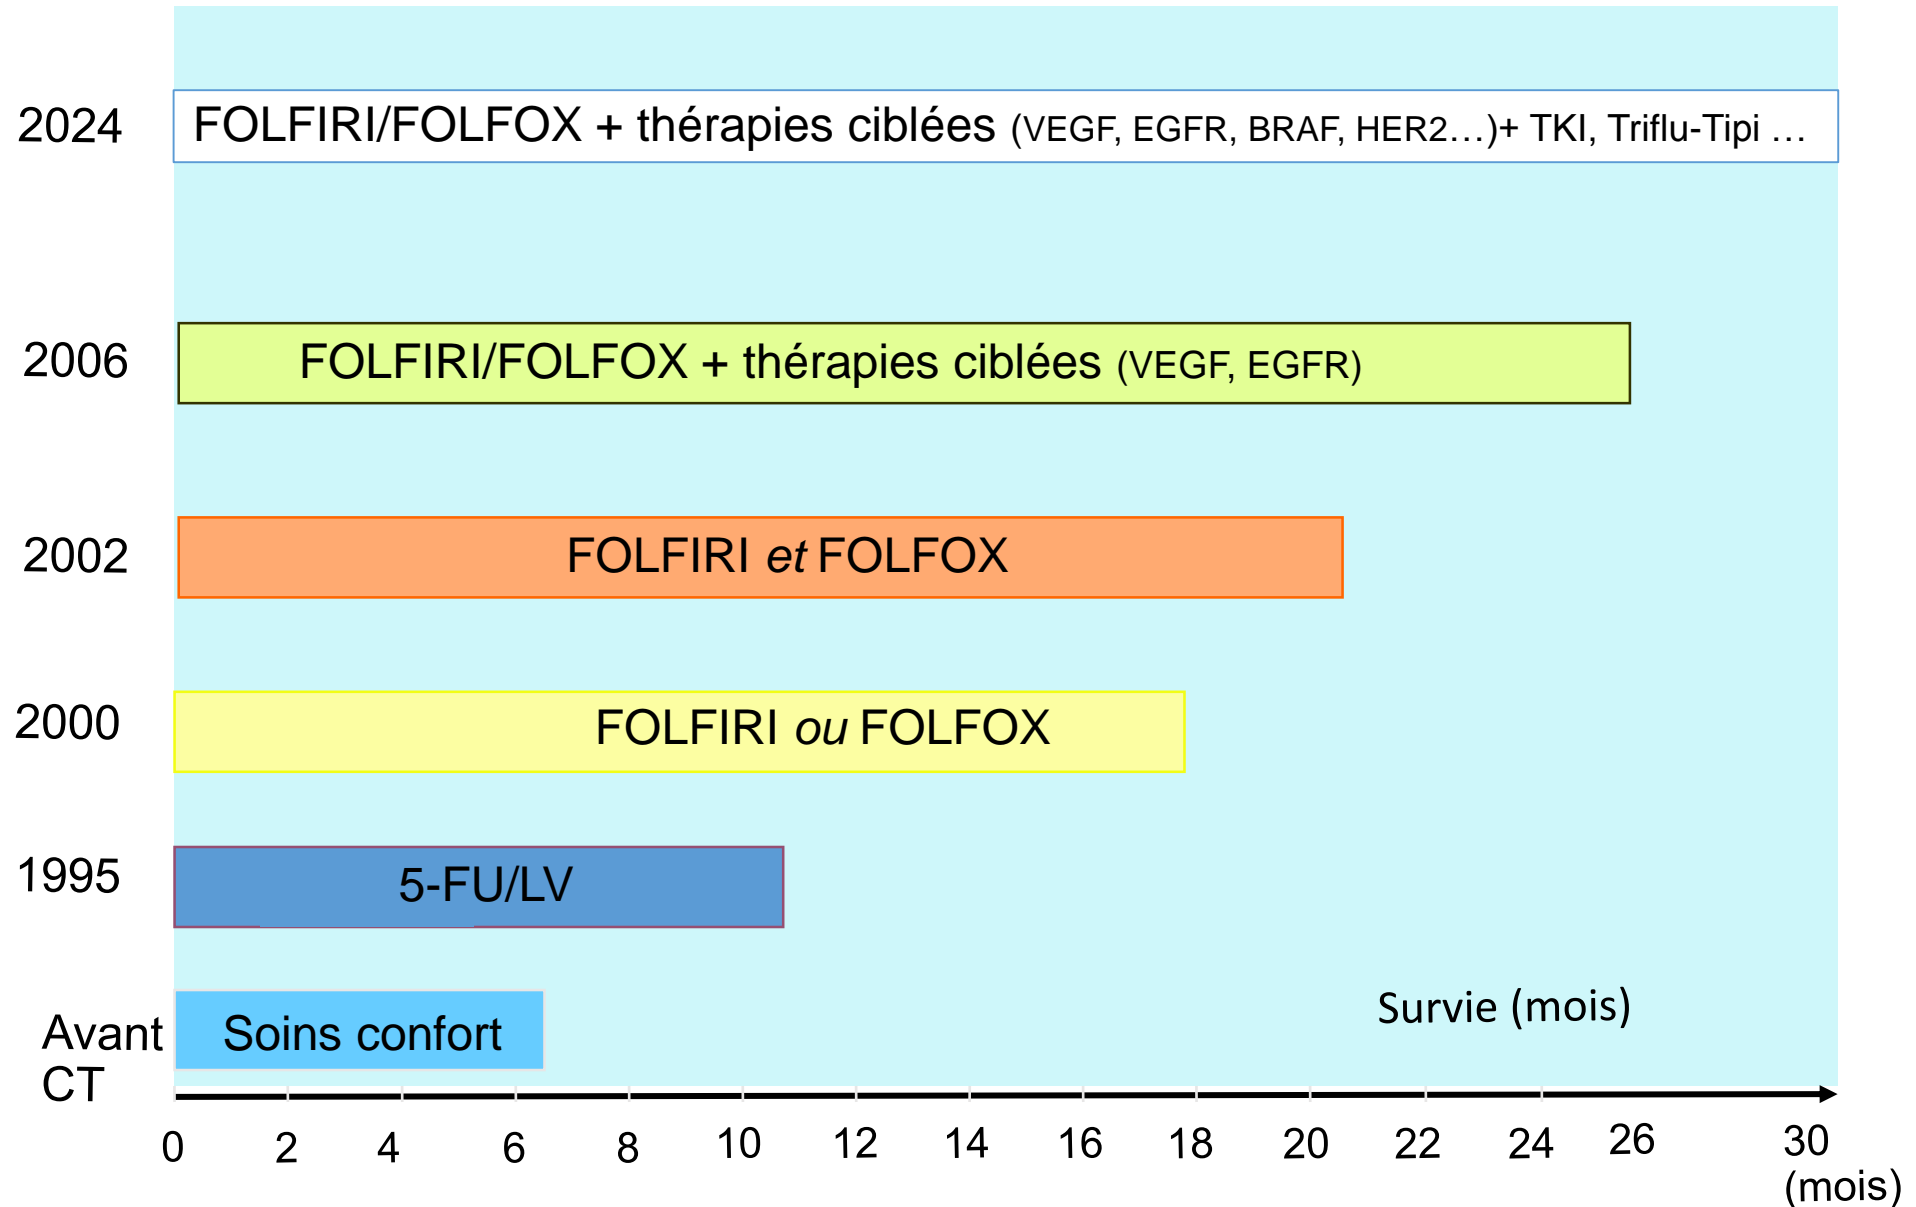 2024 FOLFIRI/FOLFOX + thérapies ciblées (VEGF, EGFR, BRAF, HER2…)+ TKI, Triflu-Tipi …
2006 FOLFIRI/FOLFOX + thérapies ciblées (VEGF, EGFR)
2002 FOLFIRI et FOLFOX
2000 FOLFIRI ou FOLFOX
1995 5-FU/LV
Avant Soins confort
CT
Survie (mois)
0 2 4 6 8 10 12 14 16 18 20 22 24 26 30
(mois)